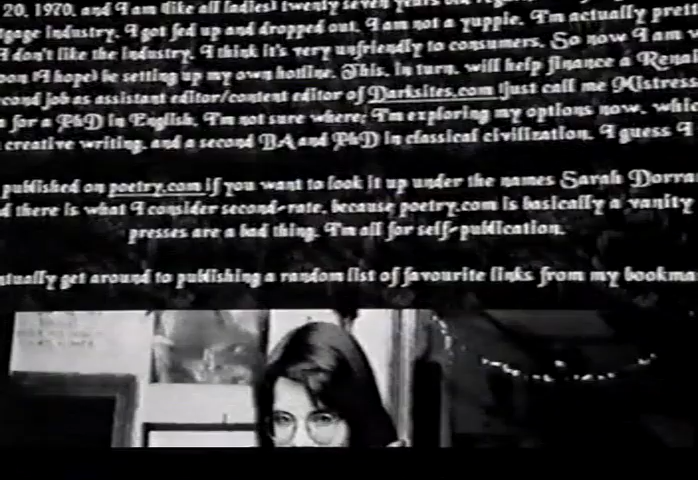 20, 1970, and I am (like all ladies) twenty seven years old
gage industry. I got fed up and dropped out. I am not a yuppie. I'm actually
I don't like the industry. I think it's very unfriendly to consumers. So now I am
I hope) be setting up my own hotline. This, in turn, will help finance a
job as assistant editor/content editor of Darksites.com (just call me Mistress
for a PhD in English. I'm not sure where; I'm exploring my options now,
creative writing, and a second BA and PhD in classical civilization. I guess I
published on poetry.com if you want to look it up under the names Sarah
there is what I consider second-rate, because poetry.com is basically a vanity
presses are a bad thing. I'm all for self-publication.
get around to publishing a random list of favourite links from my